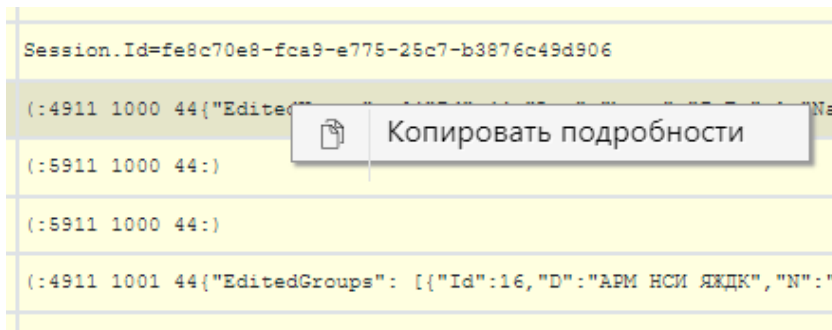 Session.Id=fe8c70e8-fca9-e775-25c7-b3876c49d906
(:4911 1000 44{"Edited
Копировать подробности
(:5911 1000 44:)
(:5911 1000 44:)
(:4911 1001 44{"EditedGroups": [{"Id":16,"D":"АРМ НСИ ЯЖДК","N":"